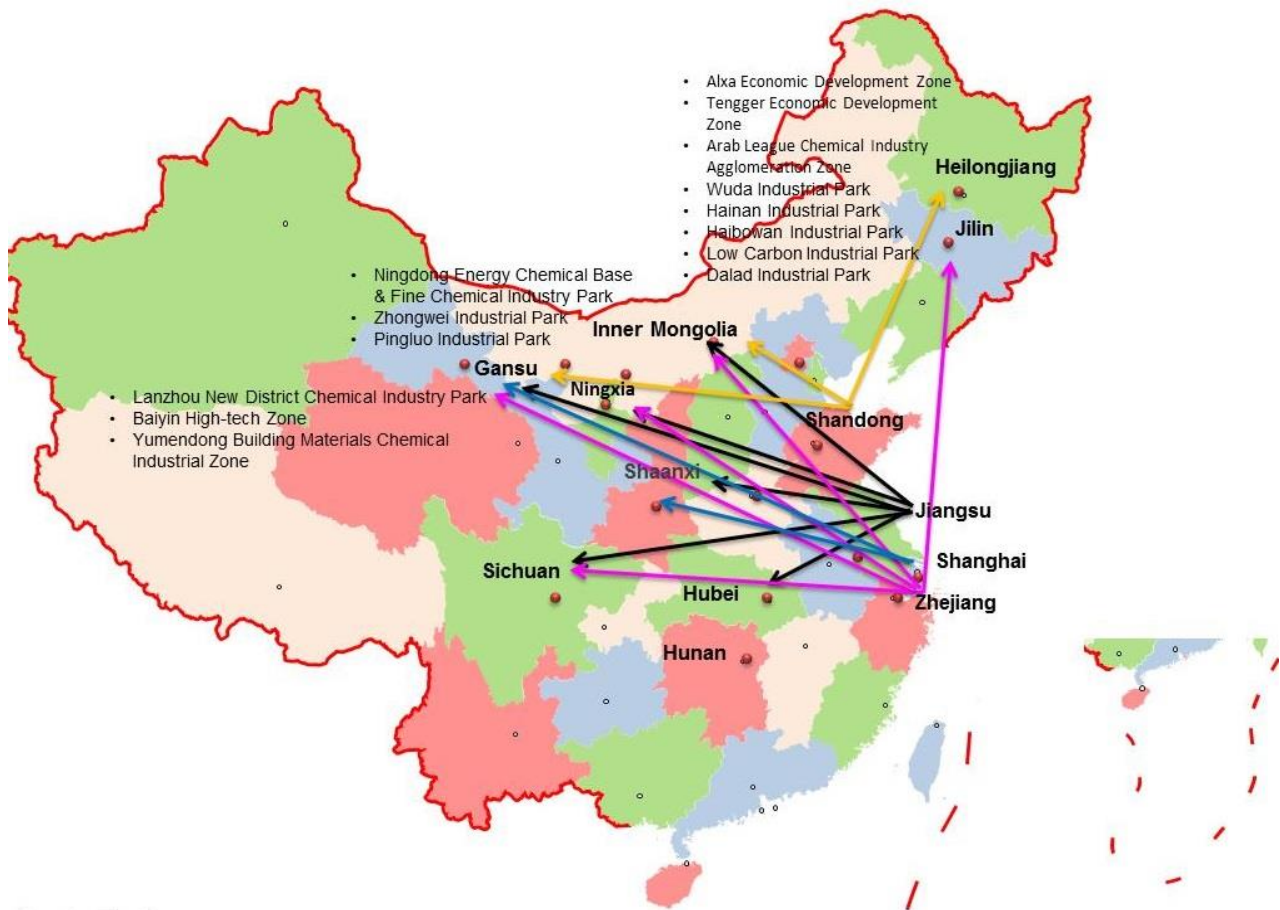 • Alxa Economic Development Zone
• Tengger Economic Development
Zone
• Arab League Chemical Industry
Agglomeration Zone
• Wuda Industrial Park
• Hainan Industrial Park
• Haibowan Industrial Park
• Low Carbon Industrial Park
• Dalad Industrial Park
Heilongjiang
Jilin
• Ningdong Energy Chemical Base
& Fine Chemical Industry Park
• Zhongwei Industrial Park
• Pingluo Industrial Park
Inner Mongolia
Gansu
Ningxia
• Lanzhou New District Chemical Industry Park
• Baiyin High-tech Zone
• Yumendong Building Materials Chemical
Industrial Zone
Shandong
Shaanxi
Jiangsu
Shanghai
Sichuan
Hubei
Zhejiang
Hunan